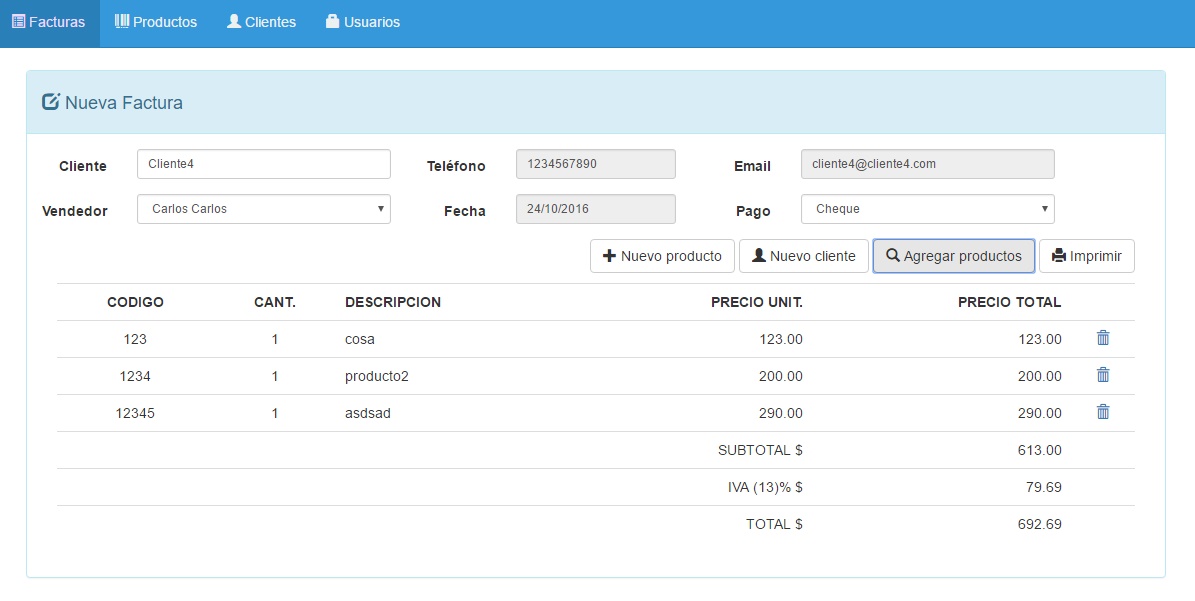 Facturas Productos Clientes Usuarios
Nueva Factura
Cliente Cliente4 Teléfono 1234567890 Email cliente4@cliente4.com
Vendedor Carlos Carlos Fecha 24/10/2016 Pago Cheque
Nuevo producto Nuevo cliente Agregar productos Imprimir
CODIGO CANT. DESCRIPCION PRECIO UNIT. PRECIO TOTAL
123 1 cosa 123.00 123.00
1234 1 producto2 200.00 200.00
12345 1 asdsad 290.00 290.00
SUBTOTAL $ 613.00
IVA (13)% $ 79.69
TOTAL $ 692.69